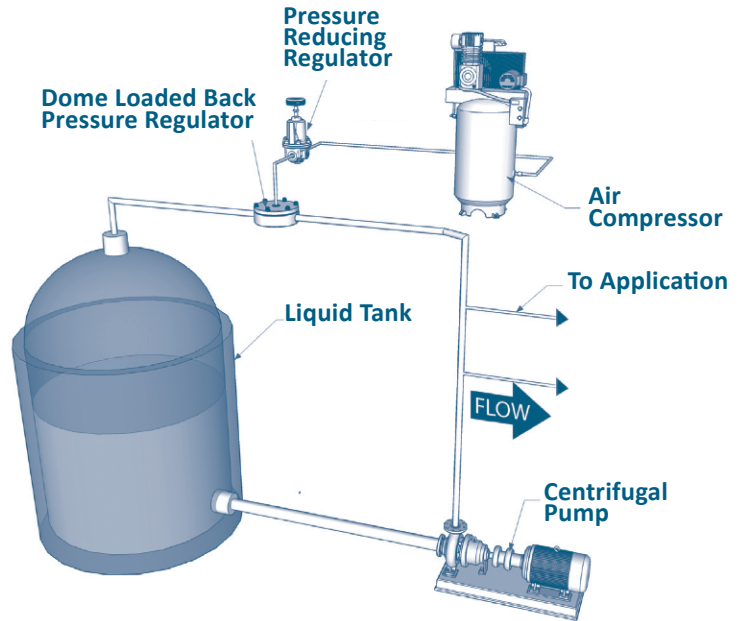 Pressure
Reducing
Regulator
Dome Loaded Back
Pressure Regulator
Air
Compressor
To Application
Liquid Tank
FLOW
Centrifugal
Pump